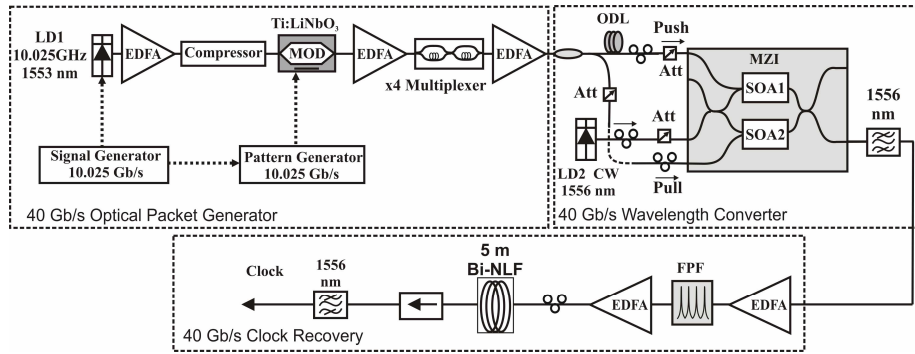 LD1
10.025GHz
1553 nm
EDFA
Compressor
Ti:LiNbO3
MOD
EDFA
x4 Multiplexer
EDFA
Signal Generator
10.025 Gb/s
Pattern Generator
10.025 Gb/s
40 Gb/s Optical Packet Generator
ODL
Push
Att
Att
Att
LD2 CW
1556 nm
Pull
MZI
SOA1
SOA2
1556
nm
40 Gb/s Wavelength Converter
Clock
1556
nm
5 m
Bi-NLF
EDFA
FPF
EDFA
40 Gb/s Clock Recovery